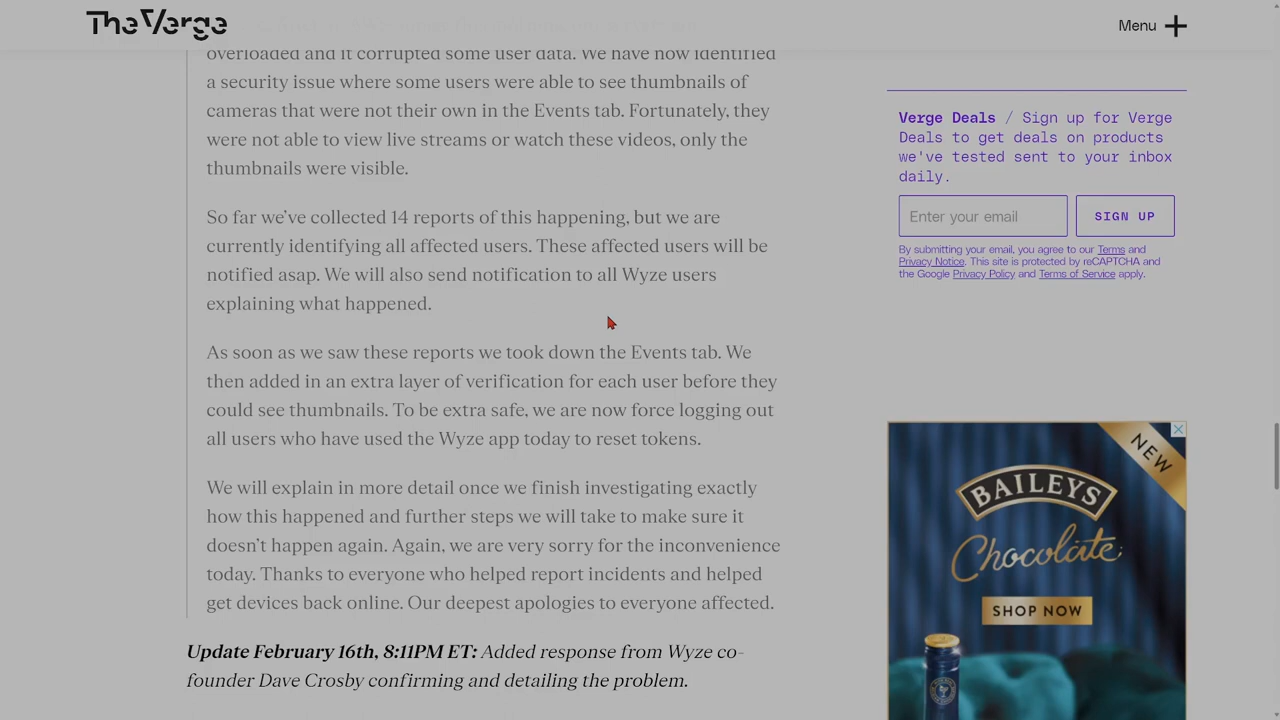 The Verge
Menu
overloaded and it corrupted some user data. We have now identified
a security issue where some users were able to see thumbnails of
cameras that were not their own in the Events tab. Fortunately, they
were not able to view live streams or watch these videos, only the
thumbnails were visible.
So far we’ve collected 14 reports of this happening, but we are
currently identifying all affected users. These affected users will be
notified asap. We will also send notification to all Wyze users
explaining what happened.
As soon as we saw these reports we took down the Events tab. We
then added in an extra layer of verification for each user before they
could see thumbnails. To be extra safe, we are now force logging out
all users who have used the Wyze app today to reset tokens.
We will explain in more detail once we finish investigating exactly
how this happened and further steps we will take to make sure it
doesn’t happen again. Again, we are very sorry for the inconvenience
today. Thanks to everyone who helped report incidents and helped
get devices back online. Our deepest apologies to everyone affected.
Update February 16th, 8:11PM ET: Added response from Wyze co-
founder Dave Crosby confirming and detailing the problem.
Verge Deals / Sign up for Verge
Deals to get deals on products
we've tested sent to your inbox
daily.
Enter your email
SIGN UP
By submitting your email, you agree to our Terms and
Privacy Notice. This site is protected by reCAPTCHA and
the Google Privacy Policy and Terms of Service apply.
NEW
BAILEYS
Chocolate
SHOP NOW